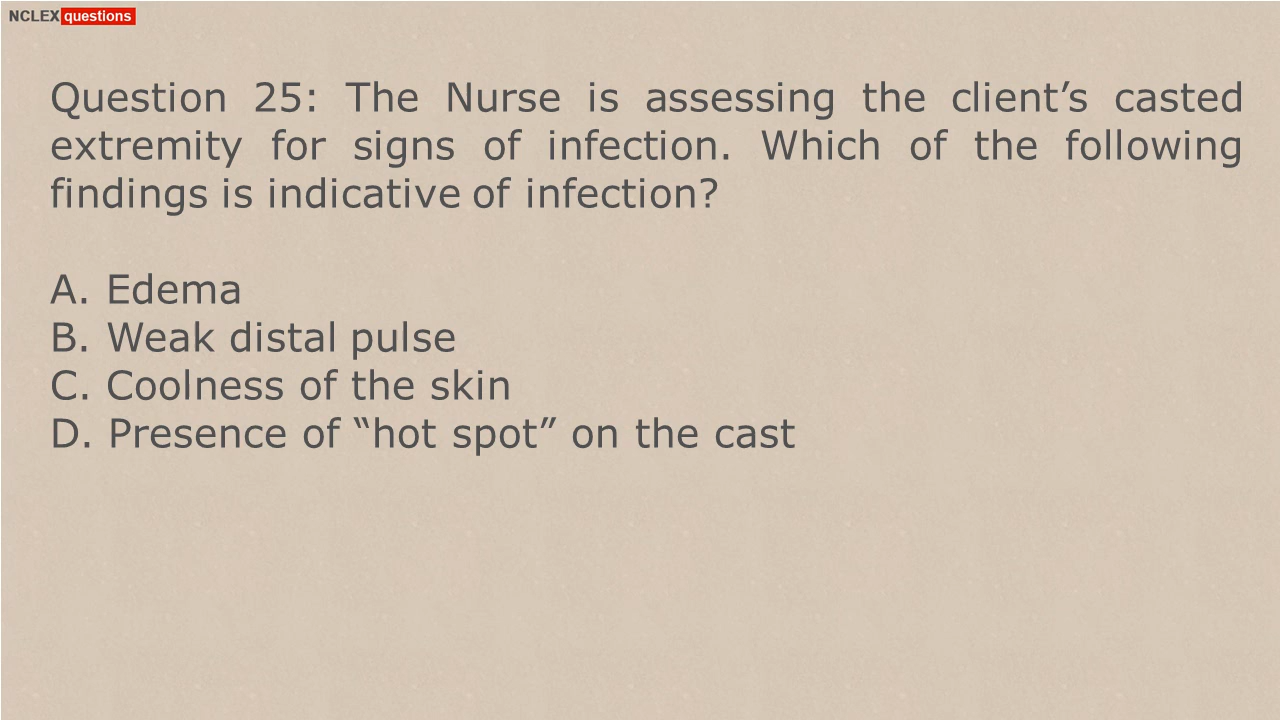 NCLEX questions
Question 25: The Nurse is assessing the client’s casted
extremity for signs of infection. Which of the following
findings is indicative of infection?
A. Edema
B. Weak distal pulse
C. Coolness of the skin
D. Presence of “hot spot” on the cast